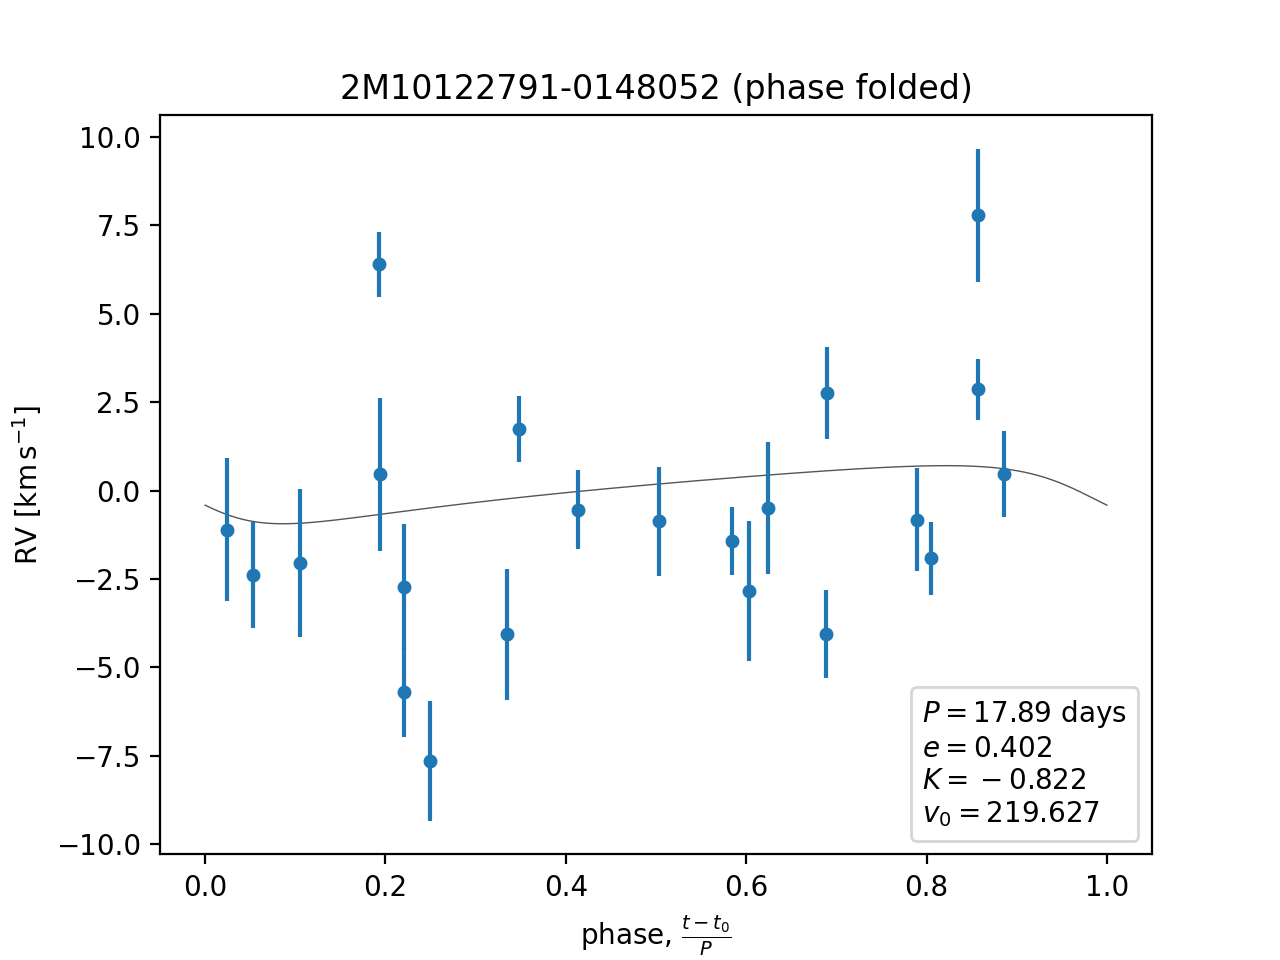 2M10122791-0148052 (phase folded)
RV [km s⁻¹]
10.0
7.5
5.0
2.5
0.0
−2.5
−5.0
−7.5
−10.0
P = 17.89 days
e = 0.402
K = −0.822
v₀ = 219.627
0.0 0.2 0.4 0.6 0.8 1.0
phase, (t − t₀)/P